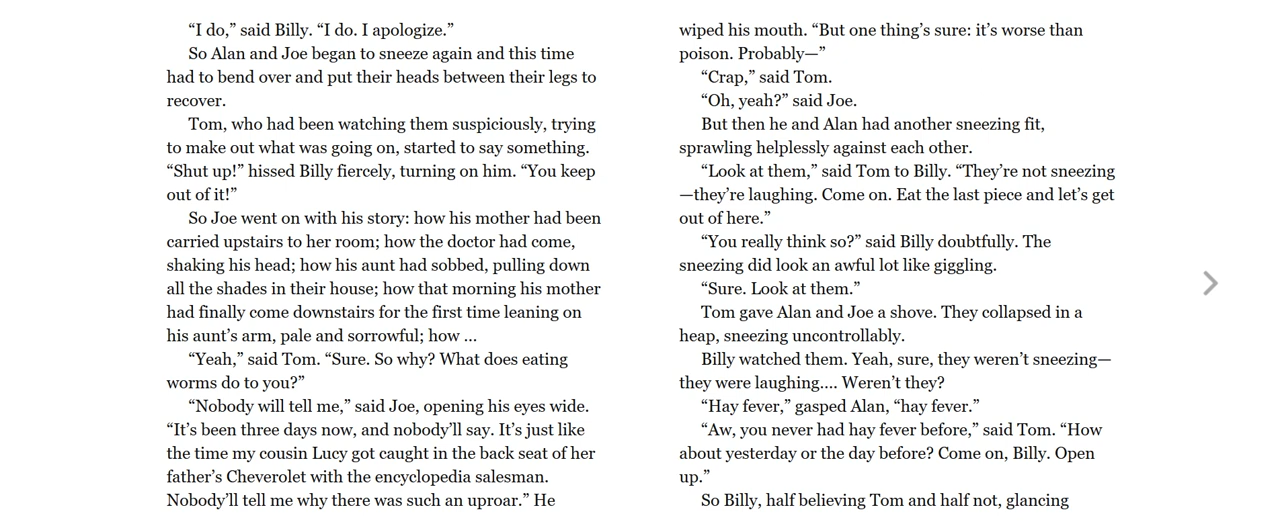 “I do,” said Billy. “I do. I apologize.”
So Alan and Joe began to sneeze again and this time
had to bend over and put their heads between their legs to
recover.
Tom, who had been watching them suspiciously, trying
to make out what was going on, started to say something.
“Shut up!” hissed Billy fiercely, turning on him. “You keep
out of it!”
So Joe went on with his story: how his mother had been
carried upstairs to her room; how the doctor had come,
shaking his head; how his aunt had sobbed, pulling down
all the shades in their house; how that morning his mother
had finally come downstairs for the first time leaning on
his aunt’s arm, pale and sorrowful; how ...
“Yeah,” said Tom. “Sure. So why? What does eating
worms do to you?”
“Nobody will tell me,” said Joe, opening his eyes wide.
“It’s been three days now, and nobody’ll say. It’s just like
the time my cousin Lucy got caught in the back seat of her
father’s Cheverolet with the encyclopedia salesman.
Nobody’ll tell me why there was such an uproar.” He
wiped his mouth. “But one thing’s sure: it’s worse than
poison. Probably—”
“Crap,” said Tom.
“Oh, yeah?” said Joe.
But then he and Alan had another sneezing fit,
sprawling helplessly against each other.
“Look at them,” said Tom to Billy. “They’re not sneezing
—they’re laughing. Come on. Eat the last piece and let’s get
out of here.”
“You really think so?” said Billy doubtfully. The
sneezing did look an awful lot like giggling.
“Sure. Look at them.”
Tom gave Alan and Joe a shove. They collapsed in a
heap, sneezing uncontrollably.
Billy watched them. Yeah, sure, they weren’t sneezing—
they were laughing.... Weren’t they?
“Hay fever,” gasped Alan, “hay fever.”
“Aw, you never had hay fever before,” said Tom. “How
about yesterday or the day before? Come on, Billy. Open
up.”
So Billy, half believing Tom and half not, glancing